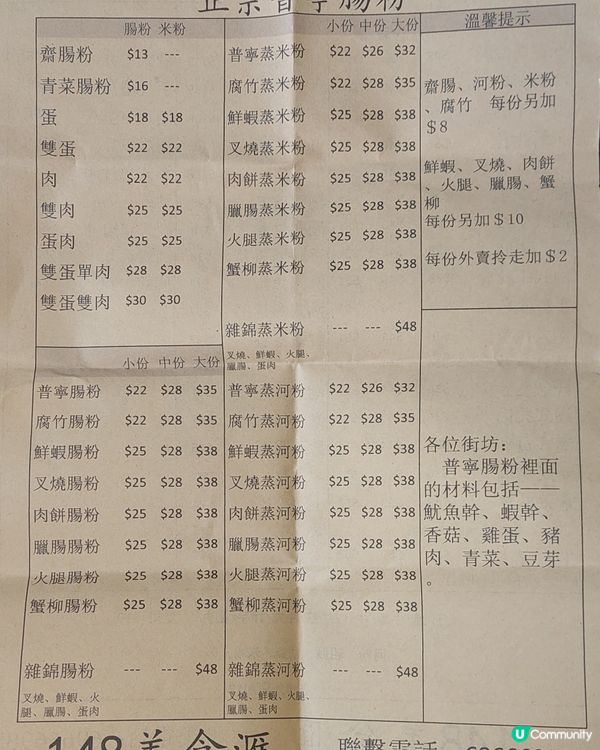 正宗普寧腸粉
腸粉 米粉
齋腸粉 $13 ---
青菜腸粉 $16 ---
蛋 $18 $18
雙蛋 $22 $22
肉 $22 $22
雙肉 $25 $25
蛋肉 $25 $25
雙蛋單肉 $28 $28
雙蛋雙肉 $30 $30
小份 中份 大份
普寧腸粉 $22 $28 $35
腐竹腸粉 $22 $28 $35
鮮蝦腸粉 $25 $28 $38
叉燒腸粉 $25 $28 $38
肉餅腸粉 $25 $28 $38
臘腸腸粉 $25 $28 $38
火腿腸粉 $25 $28 $38
蟹柳腸粉 $25 $28 $38
雜錦腸粉 --- --- $48
叉燒、鮮蝦、火
腿、臘腸、蛋肉
小份 中份 大份
普寧蒸米粉 $22 $26 $32
腐竹蒸米粉 $22 $28 $35
鮮蝦蒸米粉 $25 $28 $38
叉燒蒸米粉 $25 $28 $38
肉餅蒸米粉 $25 $28 $38
臘腸蒸米粉 $25 $28 $38
火腿蒸米粉 $25 $28 $38
蟹柳蒸米粉 $25 $28 $38
雜錦蒸米粉 --- --- $48
叉燒、鮮蝦、火腿、
臘腸、蛋肉
普寧蒸河粉 $22 $26 $32
腐竹蒸河粉 $22 $28 $35
鮮蝦蒸河粉 $25 $28 $38
叉燒蒸河粉 $25 $28 $38
肉餅蒸河粉 $25 $28 $38
臘腸蒸河粉 $25 $28 $38
火腿蒸河粉 $25 $28 $38
蟹柳蒸河粉 $25 $28 $38
雜錦蒸河粉 --- --- $48
叉燒、鮮蝦、火
腿、臘腸、蛋肉
溫馨提示
齋腸、河粉、米粉
、腐竹 每份另加
＄8
鮮蝦、叉燒、肉餅
、火腿、臘腸、蟹
柳
每份另加＄10
每份外賣拎走加＄2
各位街坊：
普寧腸粉裡面
的材料包括——
魷魚幹、蝦幹、
香菇、雞蛋、豬
肉、青菜、豆芽
。
148美食滙
聯繫電話
U Community